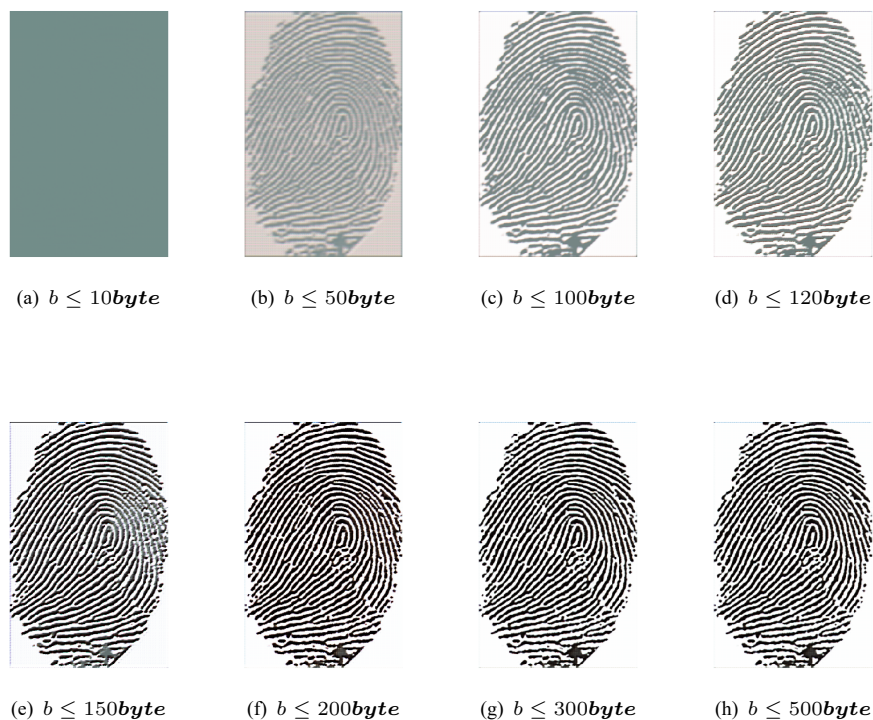 (a) b ≤ 10byte (b) b ≤ 50byte (c) b ≤ 100byte (d) b ≤ 120byte
(e) b ≤ 150byte (f) b ≤ 200byte (g) b ≤ 300byte (h) b ≤ 500byte